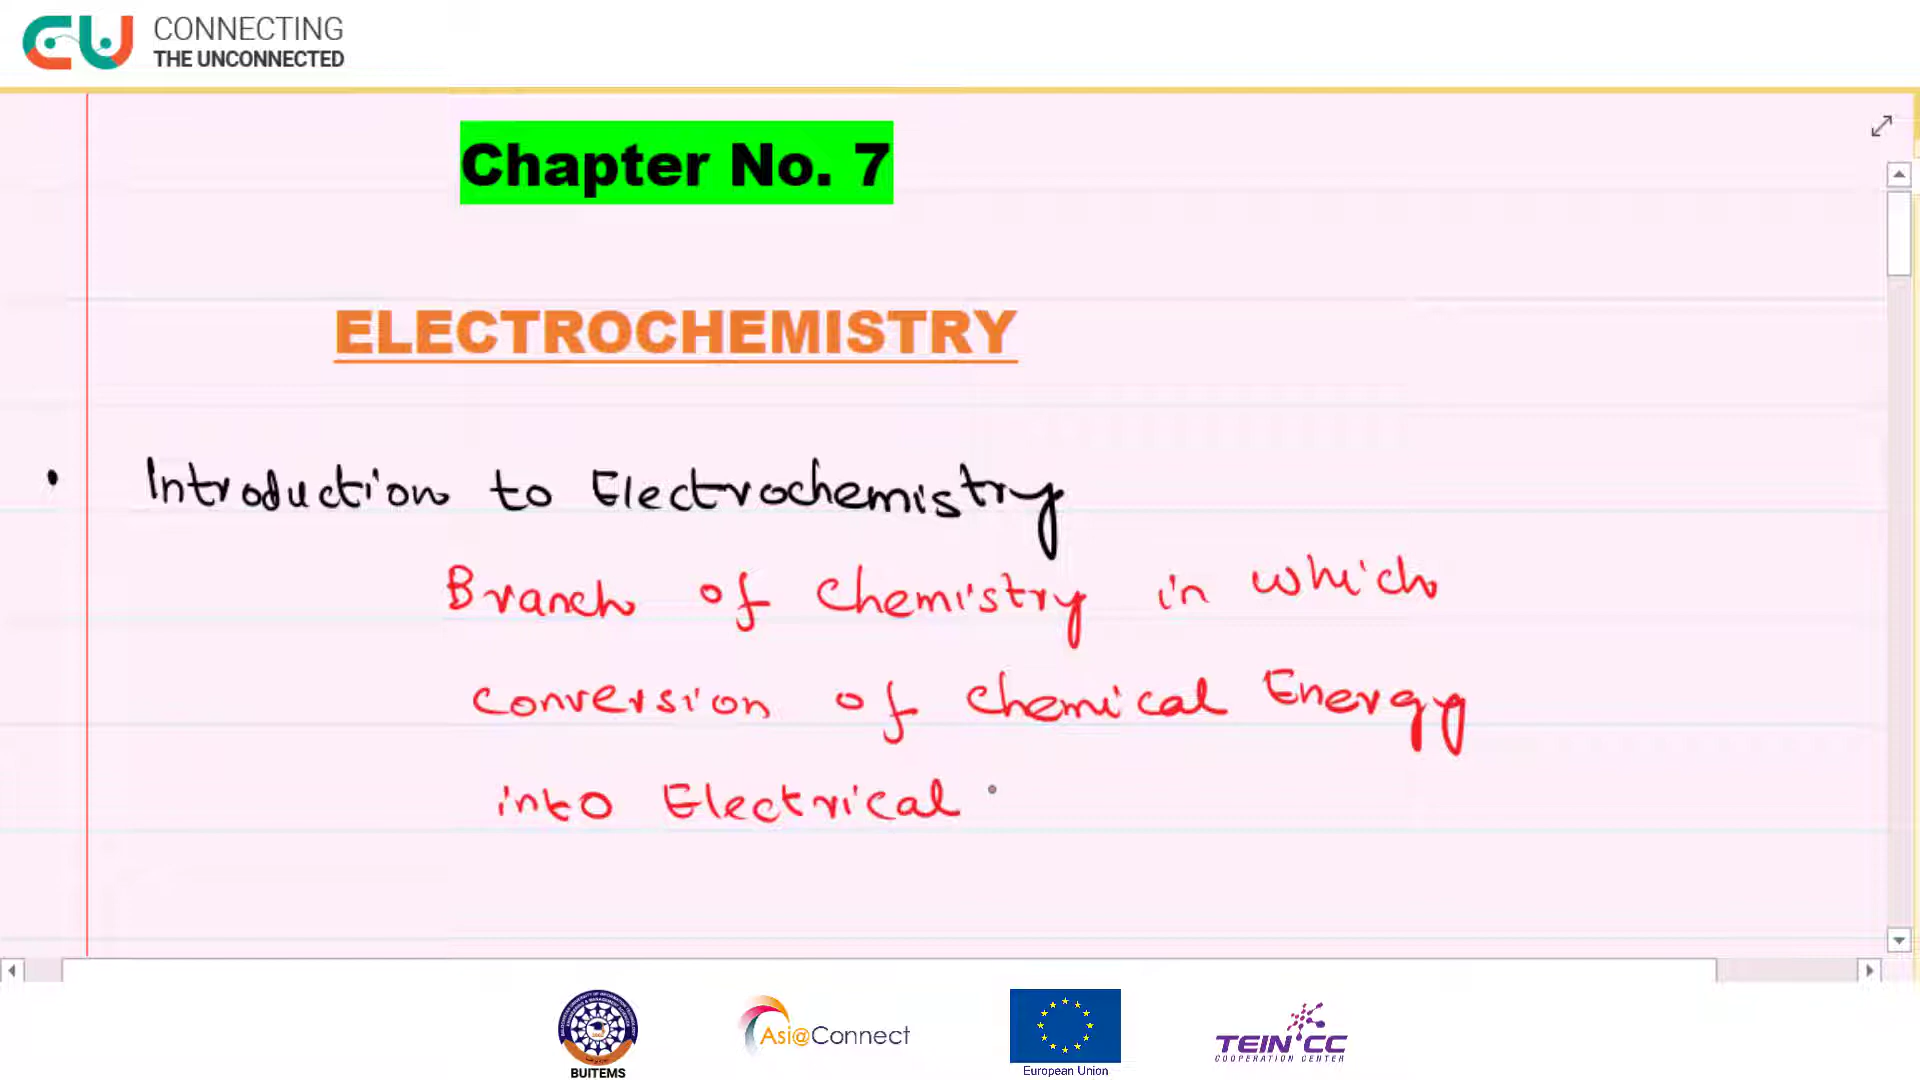 CONNECTING
THE UNCONNECTED
Chapter No. 7
ELECTROCHEMISTRY
• Introduction to Electrochemistry
Branch of chemistry in which
conversion of chemical Energy
into Electrical
BUITEMS
Asi@Connect
European Union
TEIN*CC
COOPERATION CENTER